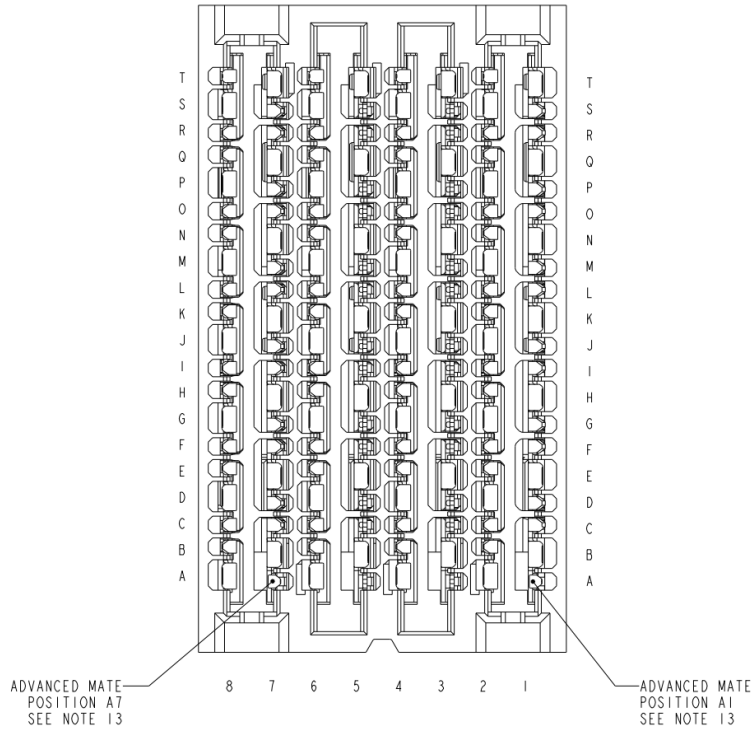 T T
S S
R R
Q Q
P P
O O
N N
M M
L L
K K
J J
I I
H H
G G
F F
E E
D D
C C
B B
A A
8 7 6 5 4 3 2 1
ADVANCED MATE
POSITION A7
SEE NOTE 13
ADVANCED MATE
POSITION A1
SEE NOTE 13